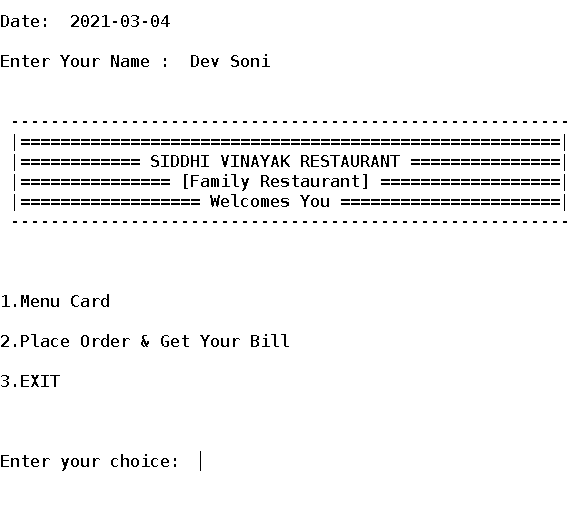 Date:  2021-03-04
Enter Your Name :  Dev Soni
--------------------------------------------------------
|======================================================|
|============ SIDDHI VINAYAK RESTAURANT ===============|
|=============== [Family Restaurant] ==================|
|================== Welcomes You ======================|
--------------------------------------------------------
1.Menu Card
2.Place Order & Get Your Bill
3.EXIT
Enter your choice: